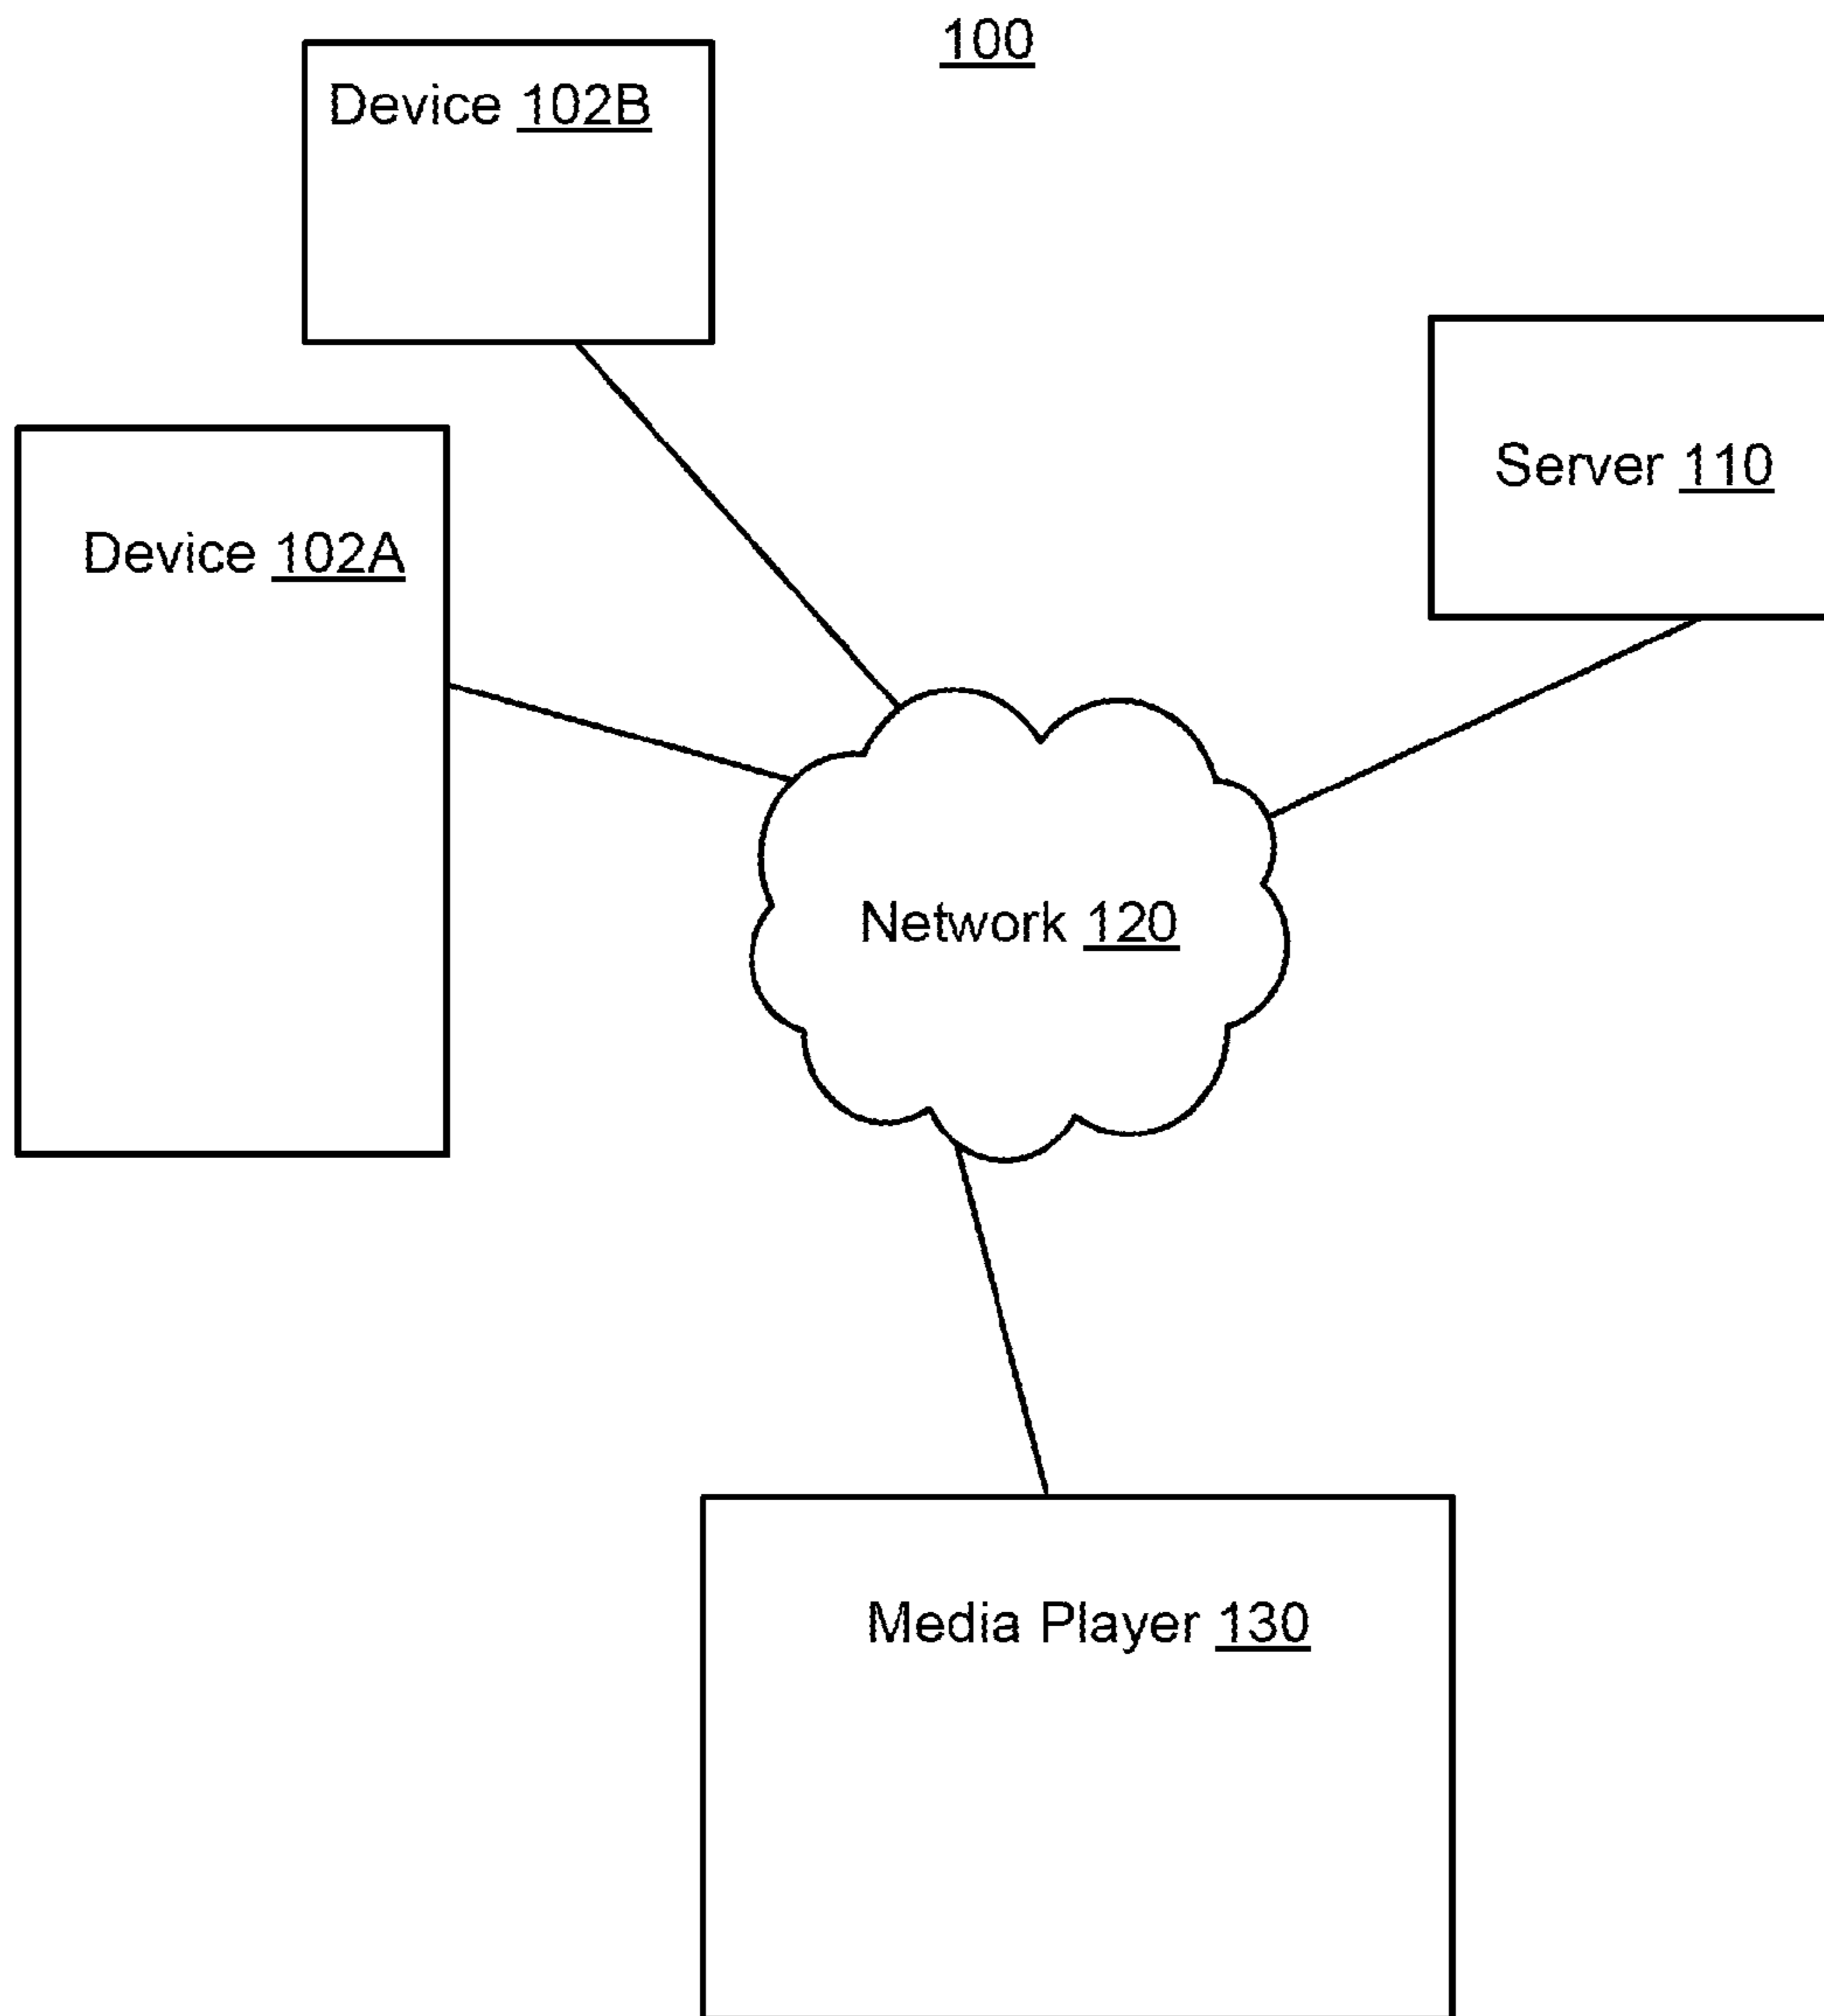 100
Device 102B
Server 110
Device 102A
Network 120
Media Player 130